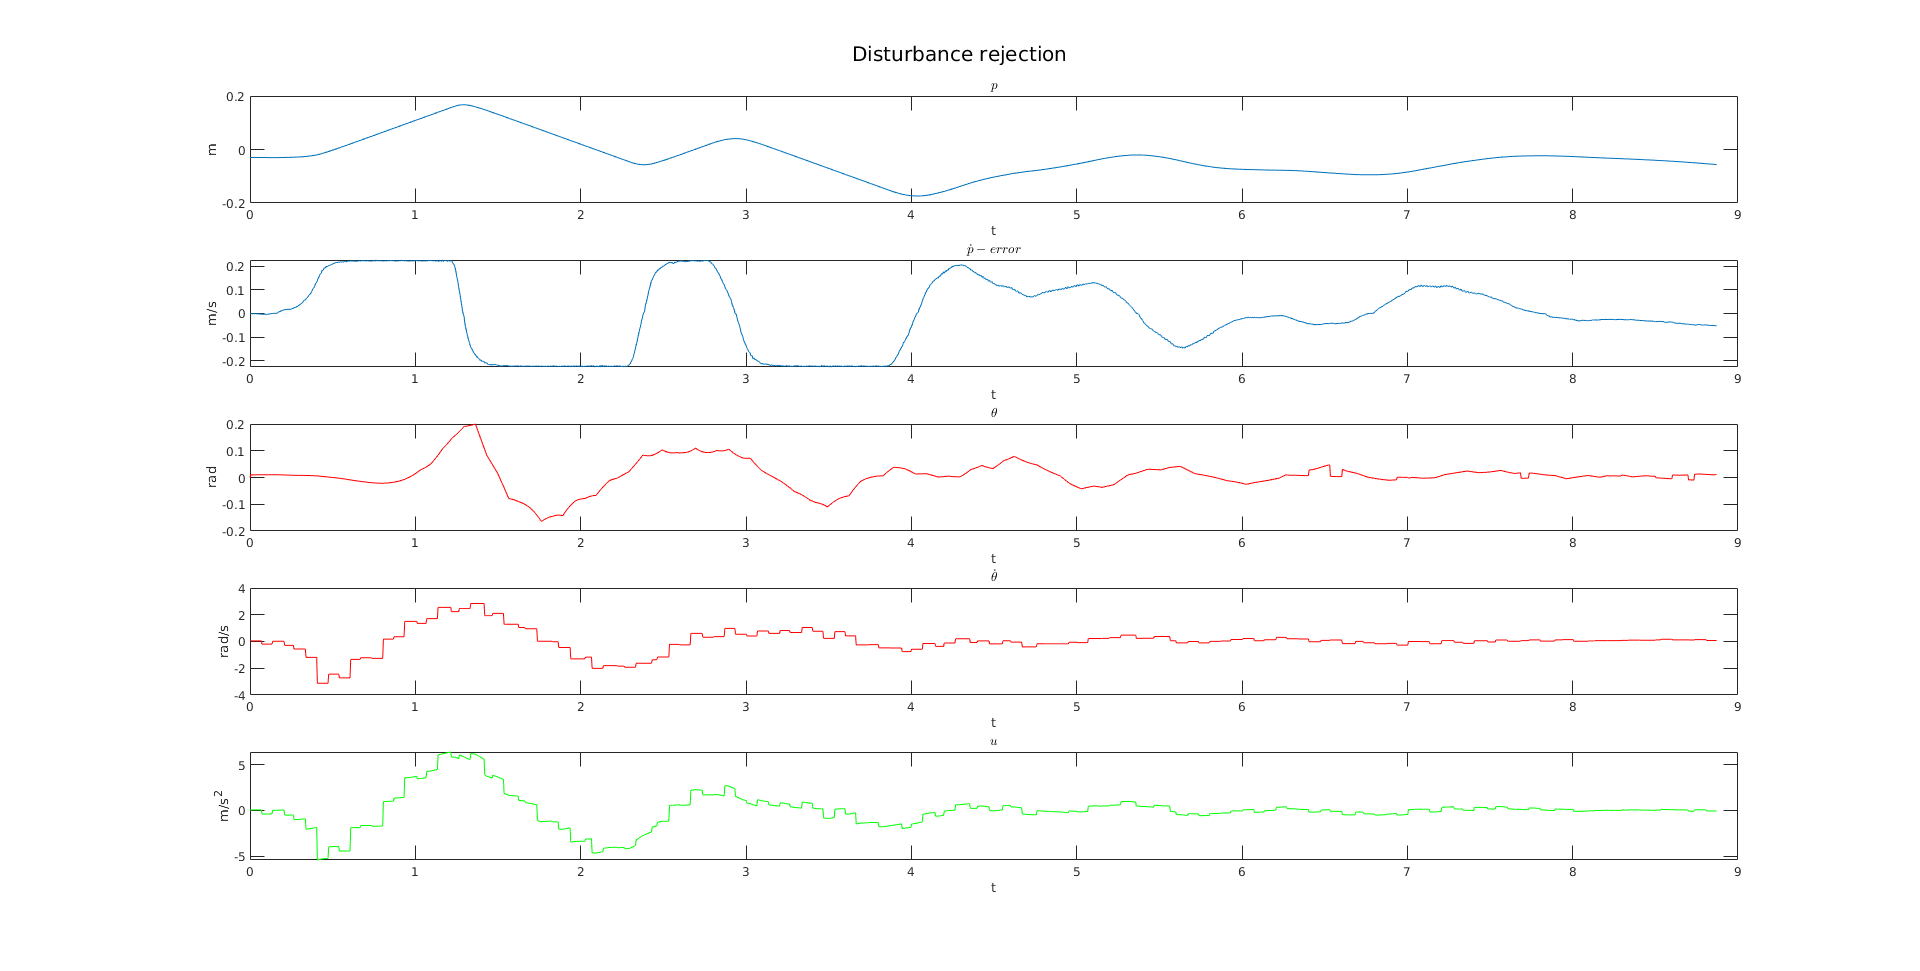 Disturbance rejection
p
0.2
0
-0.2
m
0 1 2 3 4 5 6 7 8 9
t
ṗ − error
0.2
0.1
0
-0.1
-0.2
m/s
0 1 2 3 4 5 6 7 8 9
t
θ
0.2
0.1
0
-0.1
-0.2
rad
0 1 2 3 4 5 6 7 8 9
t
θ̇
4
2
0
-2
-4
rad/s
0 1 2 3 4 5 6 7 8 9
t
u
5
0
-5
m/s²
0 1 2 3 4 5 6 7 8 9
t